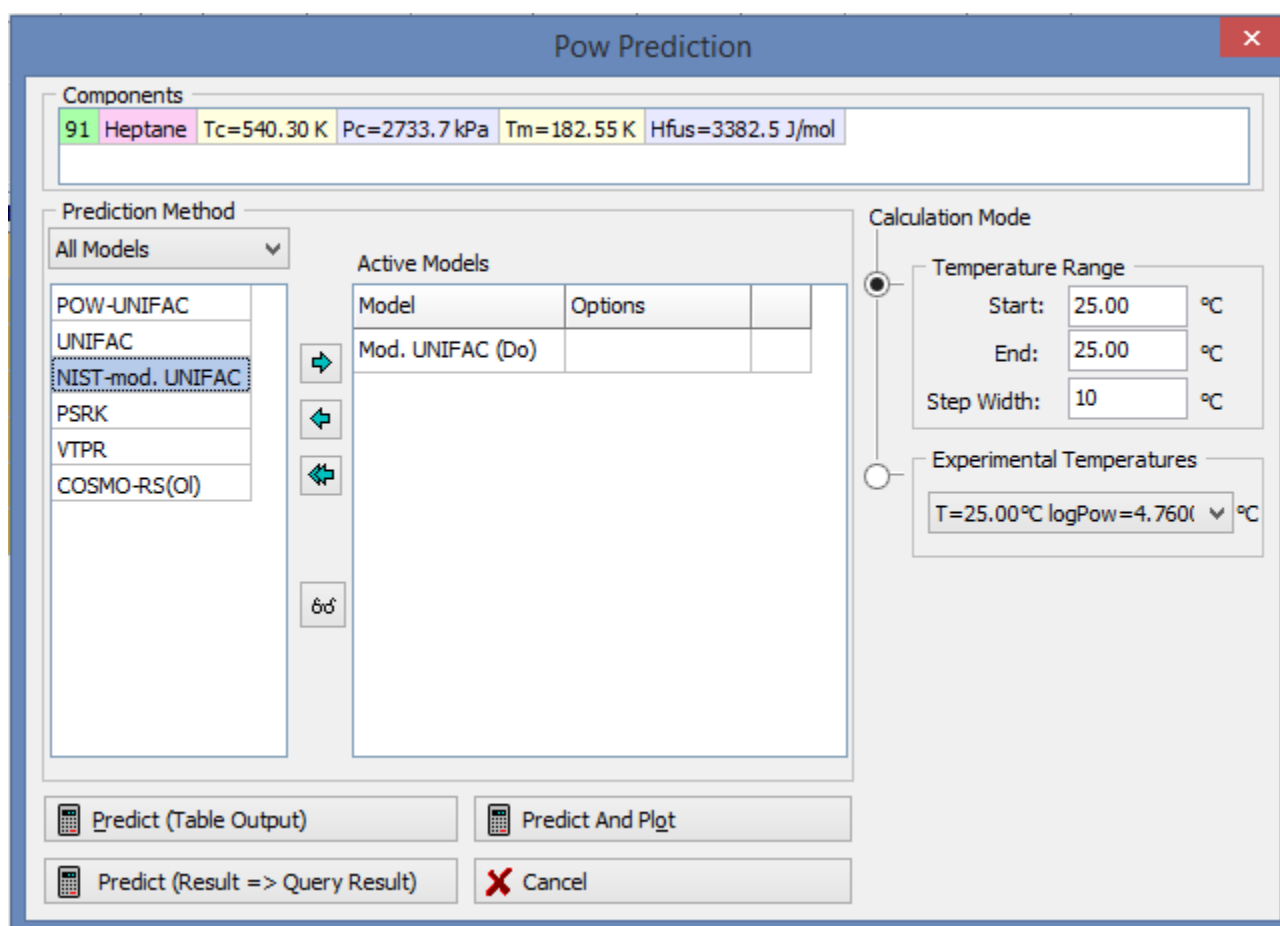 Pow Prediction
Components
91 Heptane Tc=540.30 K Pc=2733.7 kPa Tm=182.55 K Hfus=3382.5 J/mol
Prediction Method
All Models
POW-UNIFAC
UNIFAC
NIST-mod. UNIFAC
PSRK
VTPR
COSMO-RS(Ol)
Active Models
Model Options
Mod. UNIFAC (Do)
Calculation Mode
Temperature Range
Start: 25.00 °C
End: 25.00 °C
Step Width: 10 °C
Experimental Temperatures
T=25.00°C logPow=4.760 °C
Predict (Table Output)
Predict And Plot
Predict (Result => Query Result)
Cancel